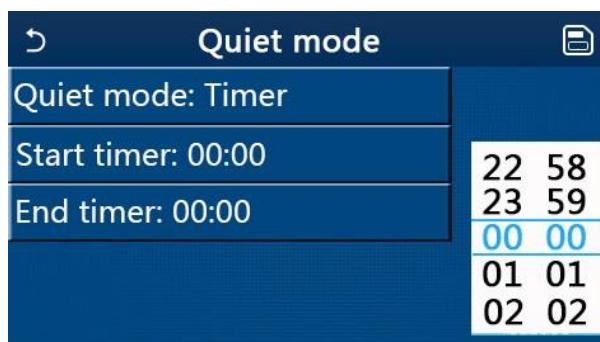 Quiet mode
Quiet mode: Timer
Start timer: 00:00
End timer: 00:00
22 58
23 59
00 00
01 01
02 02